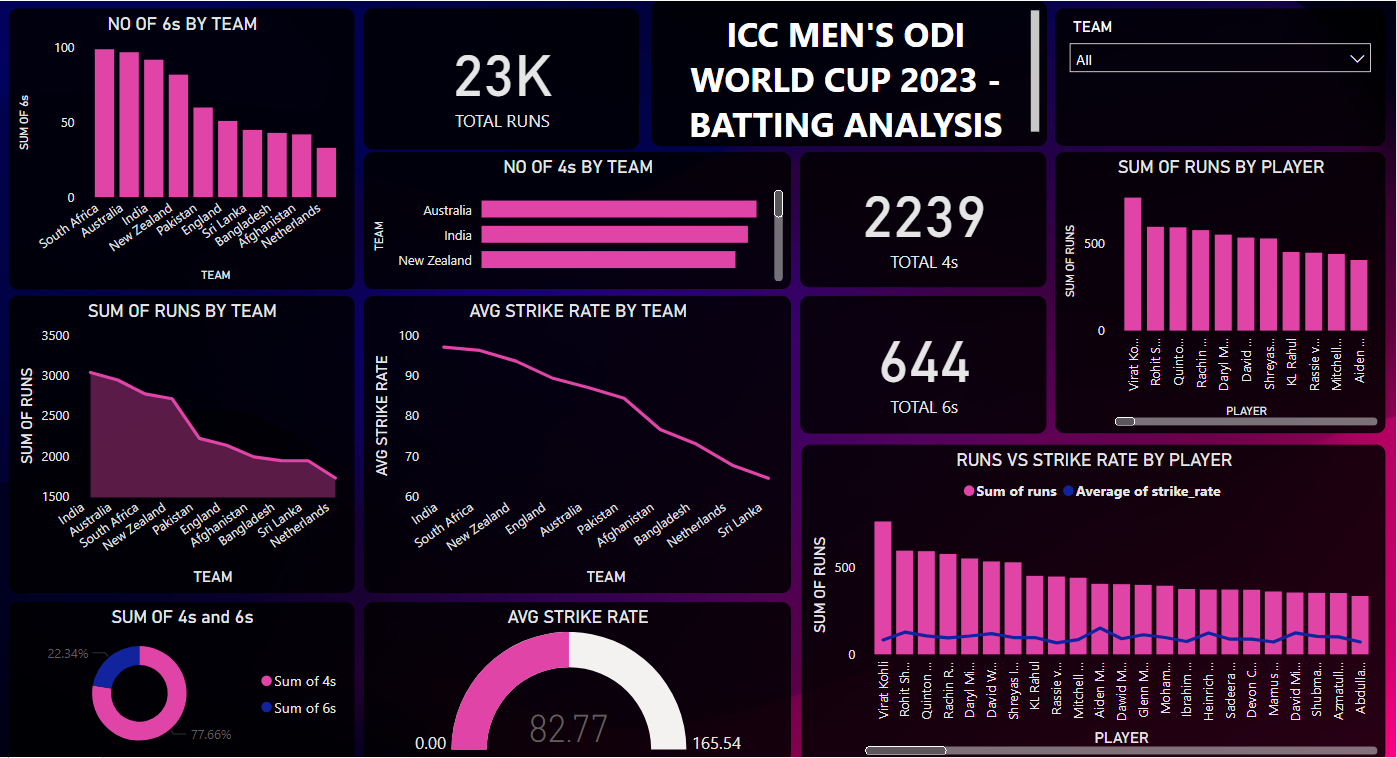 NO OF 6s BY TEAM
SUM OF 6s
100
50
0
South Africa
Australia
India
New Zealand
Pakistan
England
Sri Lanka
Bangladesh
Afghanistan
Netherlands
TEAM
23K
TOTAL RUNS
ICC MEN'S ODI
WORLD CUP 2023 -
BATTING ANALYSIS
TEAM
All
NO OF 4s BY TEAM
TEAM
Australia
India
New Zealand
2239
TOTAL 4s
SUM OF RUNS BY PLAYER
SUM OF RUNS
500
0
Virat Ko...
Rohit S...
Quinto...
Rachin ...
Daryl M...
David ...
Shreyas...
KL Rahul
Rassie v...
Mitchell...
Aiden ...
PLAYER
SUM OF RUNS BY TEAM
SUM OF RUNS
3500
3000
2500
2000
1500
India
Australia
South Africa
New Zealand
Pakistan
England
Afghanistan
Bangladesh
Sri Lanka
Netherlands
TEAM
AVG STRIKE RATE BY TEAM
AVG STRIKE RATE
100
90
80
70
60
India
South Africa
New Zealand
England
Australia
Pakistan
Afghanistan
Bangladesh
Netherlands
Sri Lanka
TEAM
644
TOTAL 6s
RUNS VS STRIKE RATE BY PLAYER
Sum of runs Average of strike_rate
SUM OF RUNS
500
0
Virat Kohli
Rohit Sh...
Quinton ...
Rachin R...
Daryl Mi...
David W...
Shreyas I...
KL Rahul
Rassie v...
Mitchell ...
Aiden M...
Dawid M...
Glenn M...
Moham...
Ibrahim ...
Heinrich ...
Sadeera ...
Devon C...
Marnus ...
David Mi...
Shubma...
Azmatull...
Abdulla...
PLAYER
SUM OF 4s and 6s
22.34%
77.66%
Sum of 4s
Sum of 6s
AVG STRIKE RATE
82.77
0.00
165.54